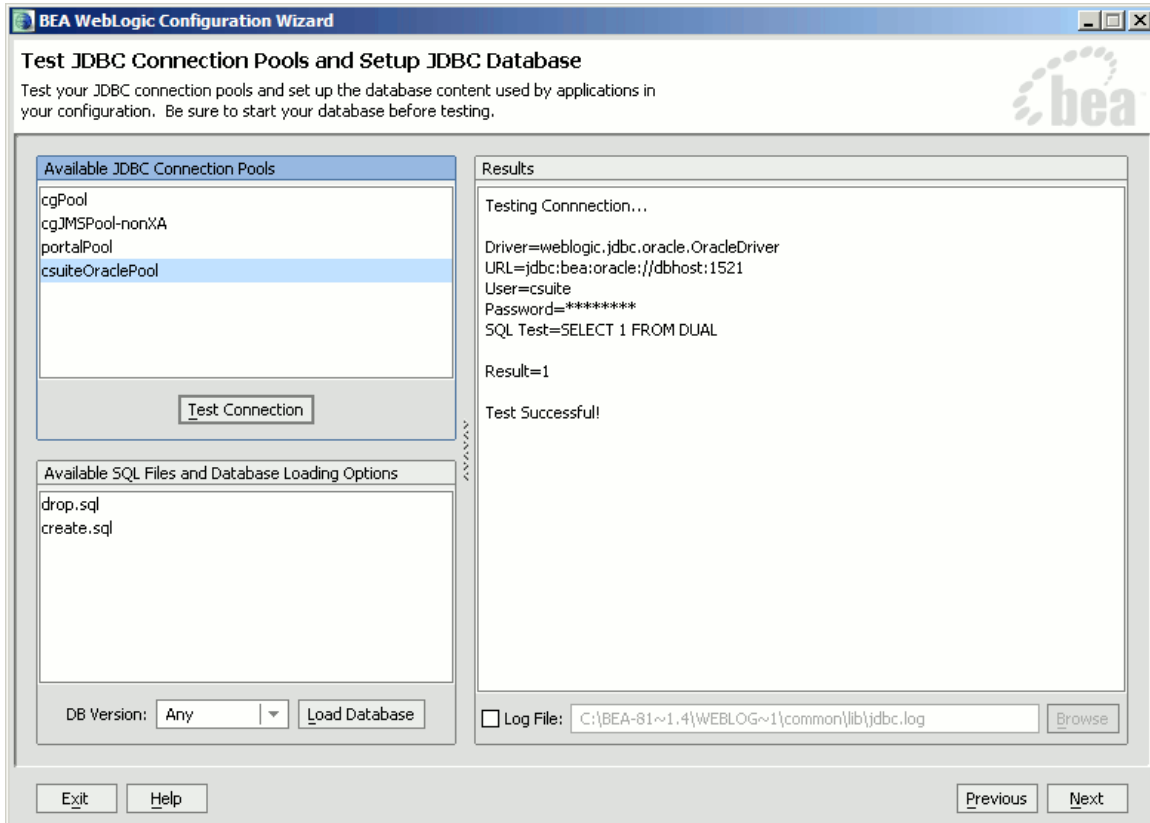 BEA WebLogic Configuration Wizard
Test JDBC Connection Pools and Setup JDBC Database
Test your JDBC connection pools and set up the database content used by applications in
your configuration. Be sure to start your database before testing.
bea
Available JDBC Connection Pools
cgPool
cgJMSPool-nonXA
portalPool
csuiteOraclePool
Test Connection
Available SQL Files and Database Loading Options
drop.sql
create.sql
DB Version: Any Load Database
Results
Testing Connnection...
Driver=weblogic.jdbc.oracle.OracleDriver
URL=jdbc:bea:oracle://dbhost:1521
User=csuite
Password=********
SQL Test=SELECT 1 FROM DUAL
Result=1
Test Successful!
Log File: C:\BEA-81~1.4\WEBLOG~1\common\lib\jdbc.log Browse
Exit Help Previous Next